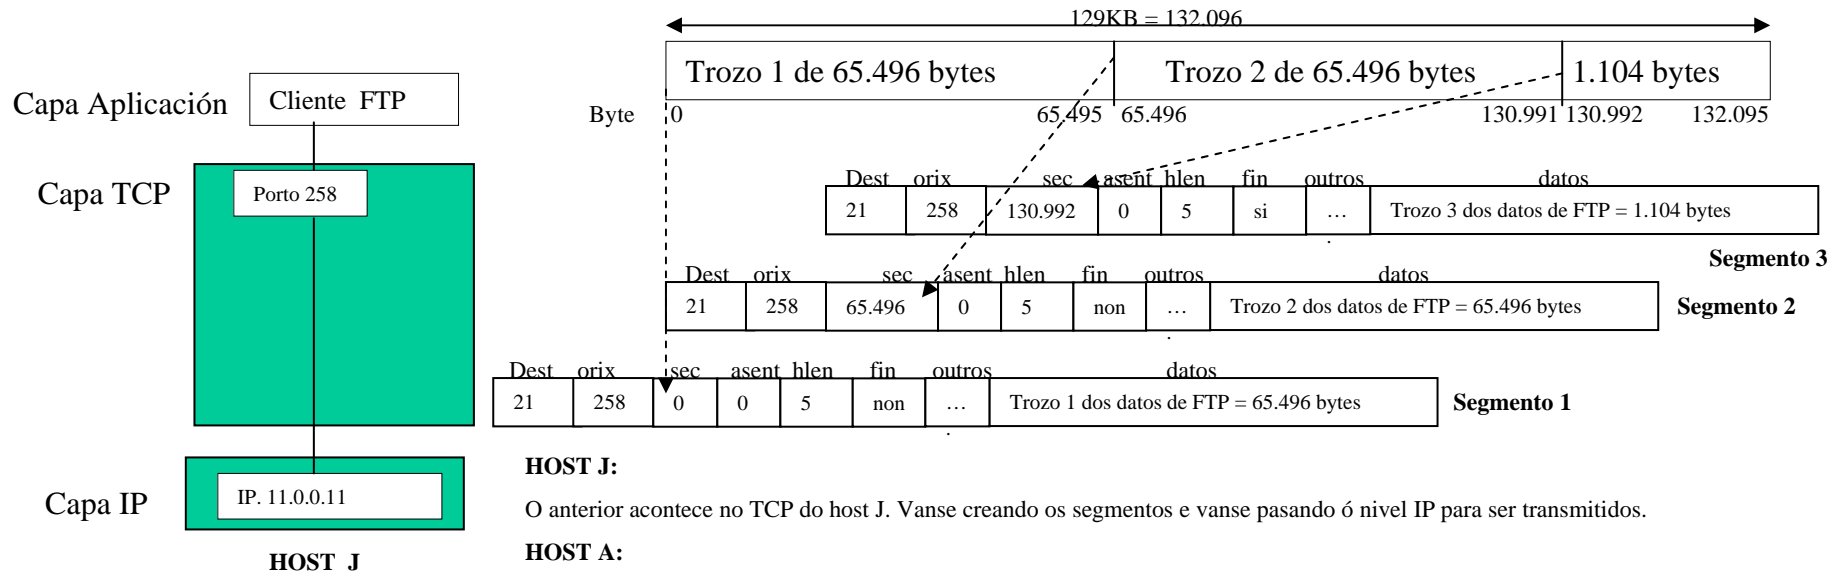 129KB = 132.096
Trozo 1 de 65.496 bytes Trozo 2 de 65.496 bytes 1.104 bytes
Capa Aplicación Cliente FTP
Byte 0 65.495 65.496 130.991 130.992 132.095
Capa TCP Porto 258
Dest orix sec asent hlen fin outros datos
21 258 130.992 0 5 si … Trozo 3 dos datos de FTP = 1.104 bytes
Segmento 3
Dest orix sec asent hlen fin outros datos
21 258 65.496 0 5 non … Trozo 2 dos datos de FTP = 65.496 bytes Segmento 2
Dest orix sec asent hlen fin outros datos
21 258 0 0 5 non … Trozo 1 dos datos de FTP = 65.496 bytes Segmento 1
HOST J:
Capa IP IP. 11.0.0.11
O anterior acontece no TCP do host J. Vanse creando os segmentos e vanse pasando ó nivel IP para ser transmitidos.
HOST A:
HOST J